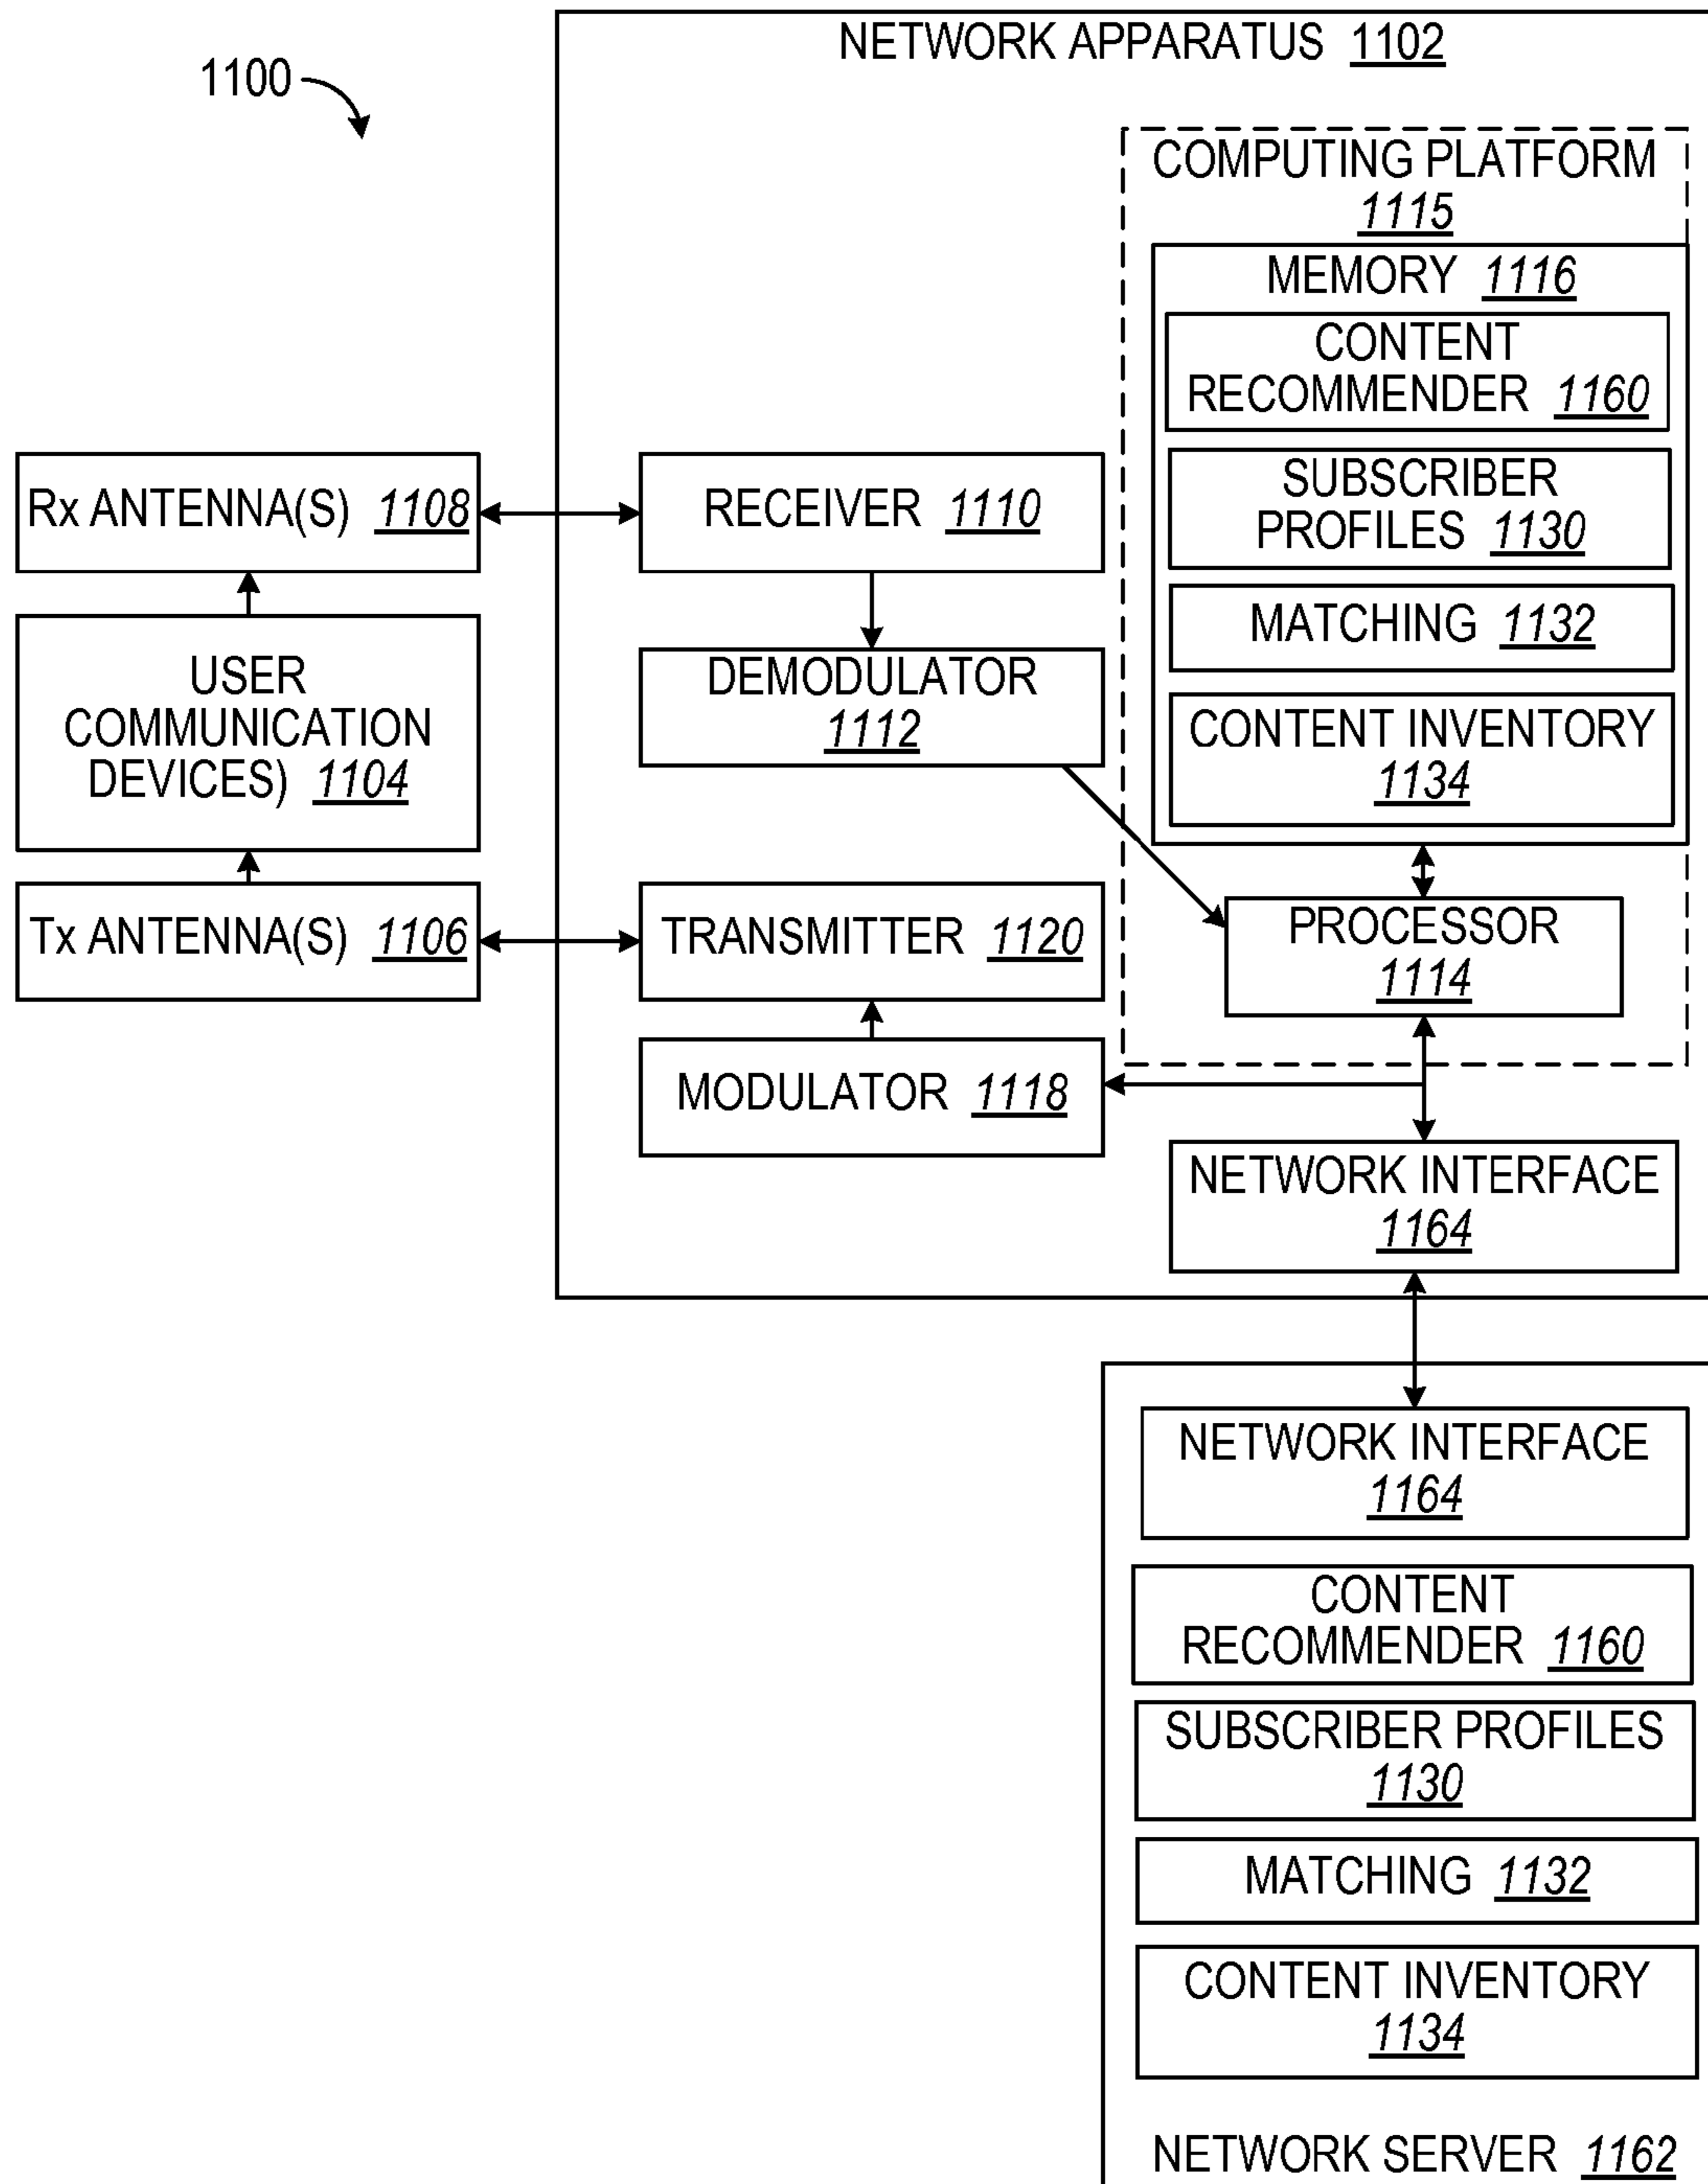 NETWORK APPARATUS 1102
1100
COMPUTING PLATFORM
1115
MEMORY 1116
CONTENT
RECOMMENDER 1160
SUBSCRIBER
PROFILES 1130
MATCHING 1132
CONTENT INVENTORY
1134
Rx ANTENNA(S) 1108
RECEIVER 1110
USER
COMMUNICATION
DEVICES) 1104
DEMODULATOR
1112
Tx ANTENNA(S) 1106
TRANSMITTER 1120
PROCESSOR
1114
MODULATOR 1118
NETWORK INTERFACE
1164
NETWORK INTERFACE
1164
CONTENT
RECOMMENDER 1160
SUBSCRIBER PROFILES
1130
MATCHING 1132
CONTENT INVENTORY
1134
NETWORK SERVER 1162